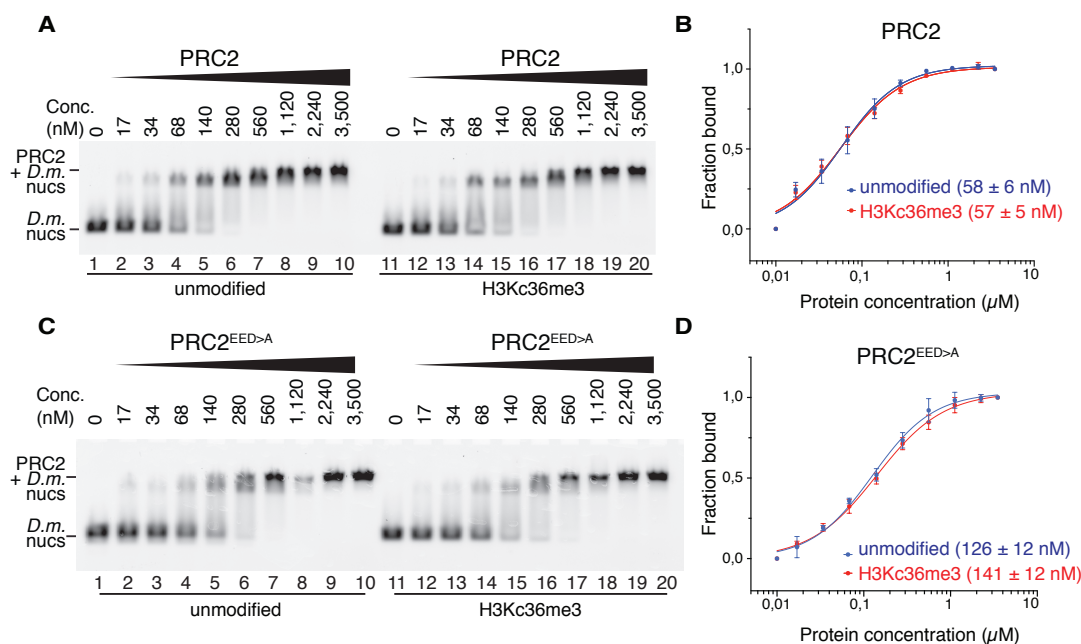 A
PRC2
PRC2
Conc.
(nM)
0 17 34 68 140 280 560 1,120 2,240 3,500
0 17 34 68 140 280 560 1,120 2,240 3,500
PRC2
+ D.m.
nucs
D.m.
nucs
1 2 3 4 5 6 7 8 9 10
11 12 13 14 15 16 17 18 19 20
unmodified
H3Kc36me3
B
PRC2
Fraction bound
1,0
0,5
0,0
unmodified (58 ± 6 nM)
H3Kc36me3 (57 ± 5 nM)
0,01 0,1 1 10
Protein concentration (µM)
C
PRC2EED>A
PRC2EED>A
Conc.
(nM)
0 17 34 68 140 280 560 1,120 2,240 3,500
0 17 34 68 140 280 560 1,120 2,240 3,500
PRC2
+ D.m.
nucs
D.m.
nucs
1 2 3 4 5 6 7 8 9 10
11 12 13 14 15 16 17 18 19 20
unmodified
H3Kc36me3
D
PRC2EED>A
Fraction bound
1,0
0,5
0,0
unmodified (126 ± 12 nM)
H3Kc36me3 (141 ± 12 nM)
0,01 0,1 1 10
Protein concentration (µM)